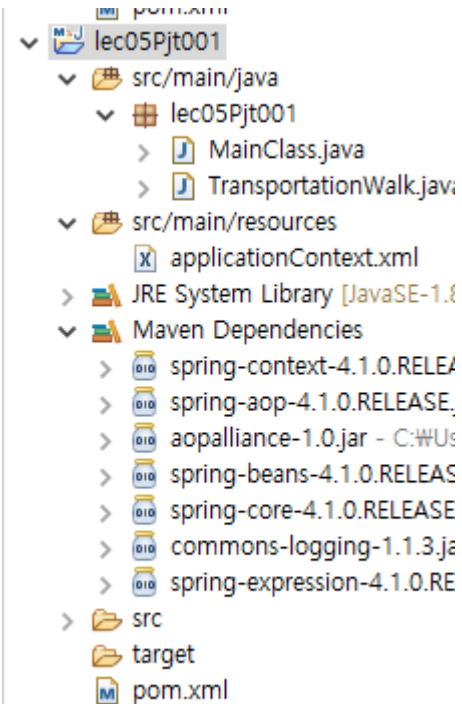 pom.xml
lec05Pjt001
src/main/java
lec05Pjt001
MainClass.java
TransportationWalk.java
src/main/resources
applicationContext.xml
JRE System Library [JavaSE-1.8
Maven Dependencies
spring-context-4.1.0.RELEA
spring-aop-4.1.0.RELEASE.
aopalliance-1.0.jar - C:₩Us
spring-beans-4.1.0.RELEAS
spring-core-4.1.0.RELEASE
commons-logging-1.1.3.ja
spring-expression-4.1.0.RE
src
target
pom.xml